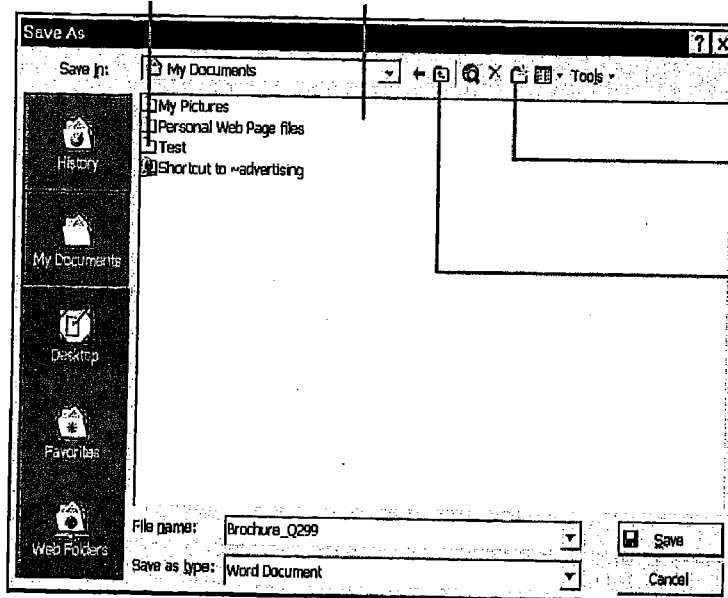 Save As
? X
Save in:
My Documents
Tools
My Pictures
Personal Web Page files
Test
Shortcut to ~advertising
History
My Documents
Desktop
Favorites
Web Folders
File name:
Brochure_Q299
Save
Save as type:
Word Document
Cancel